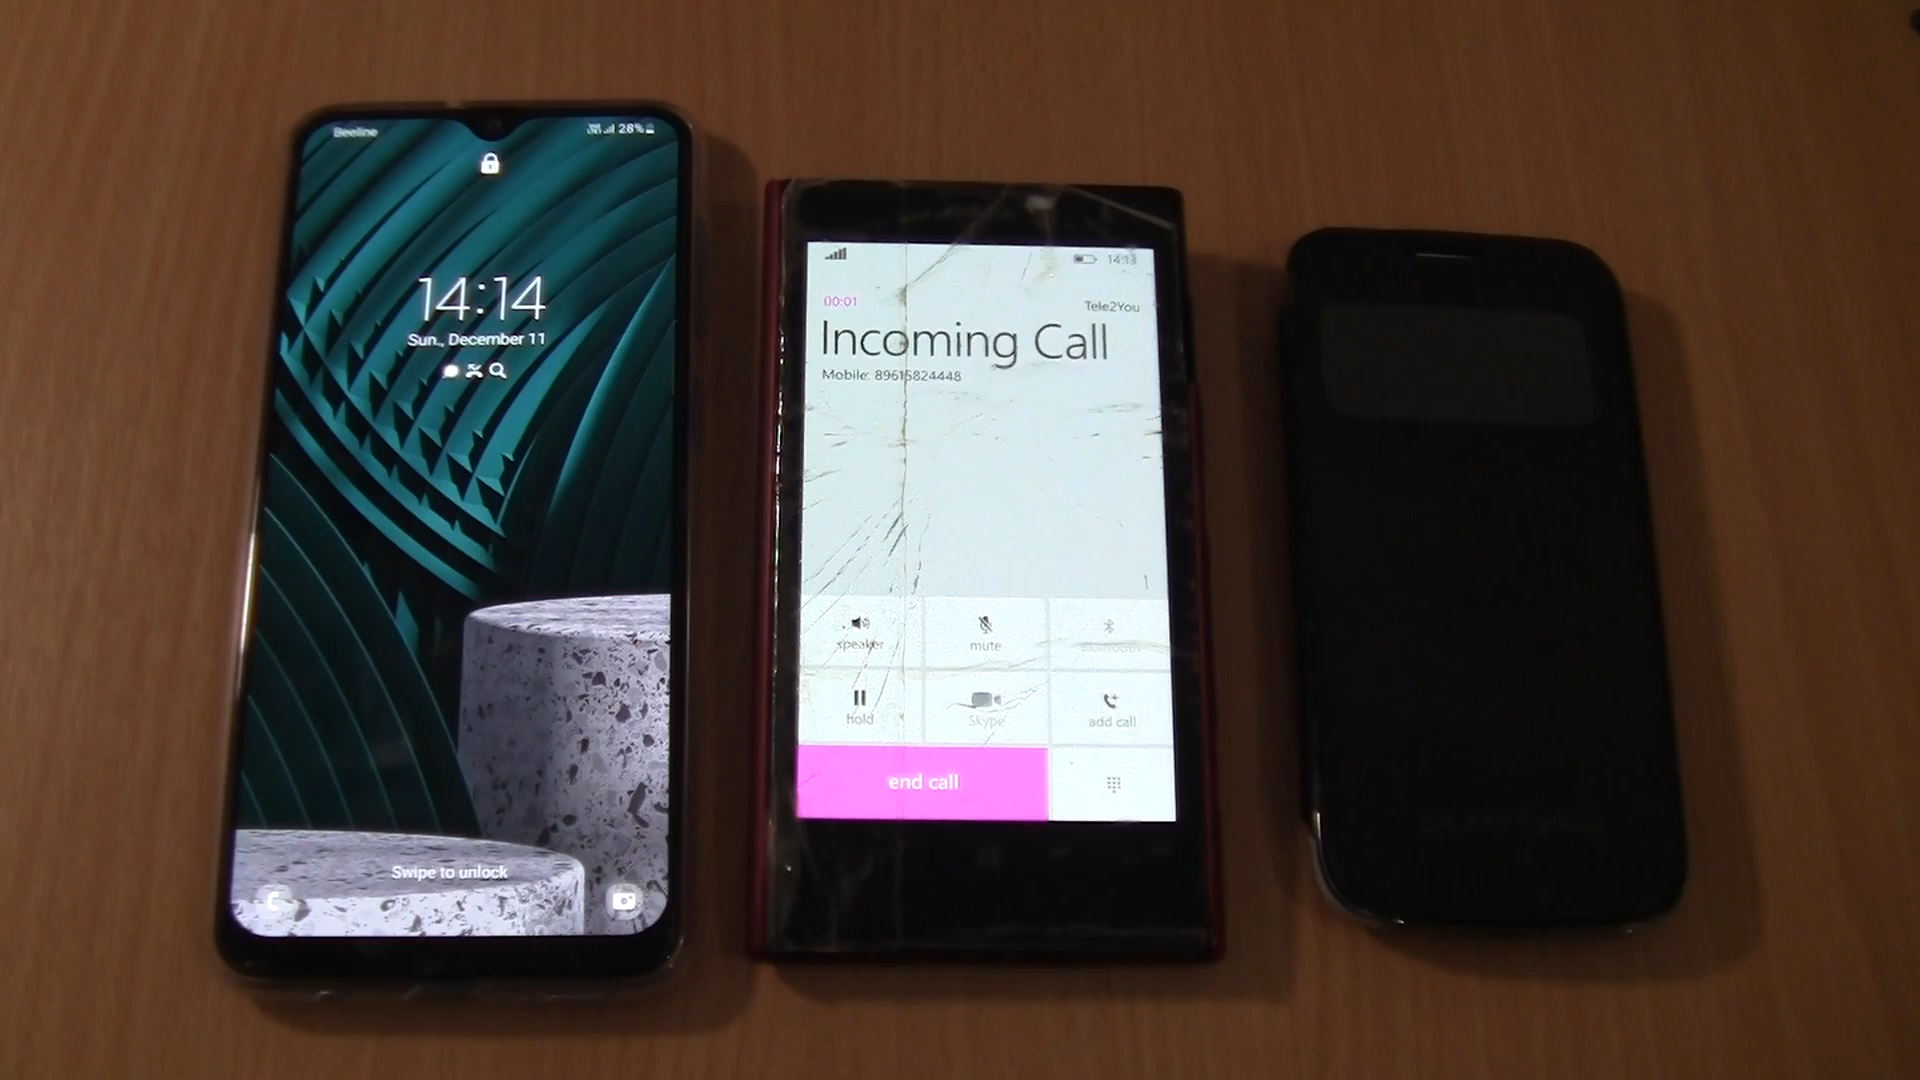 Beeline
28%
14:14
Sun., December 11
Swipe to unlock
14:13
00:01
Tele2You
Incoming Call
Mobile: 89615824448
speaker
mute
bluetooth
hold
Skype
add call
end call